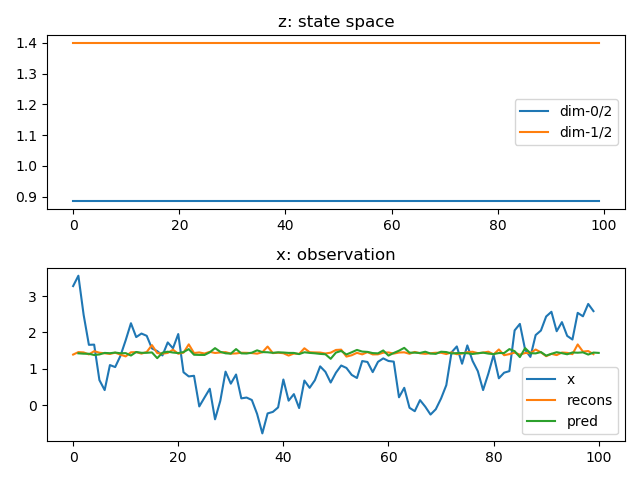 z: state space
1.4
1.3
1.2
1.1
1.0
0.9
dim-0/2
dim-1/2
0 20 40 60 80 100
x: observation
3
2
1
0
x
recons
pred
0 20 40 60 80 100